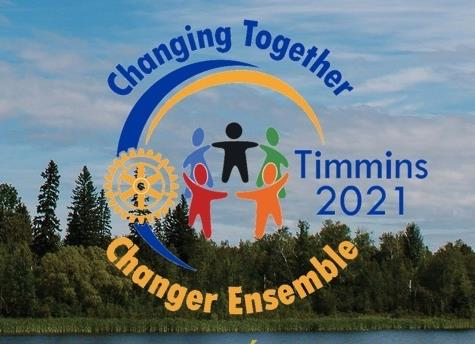 Changing Together
Timmins
2021
Changer Ensemble